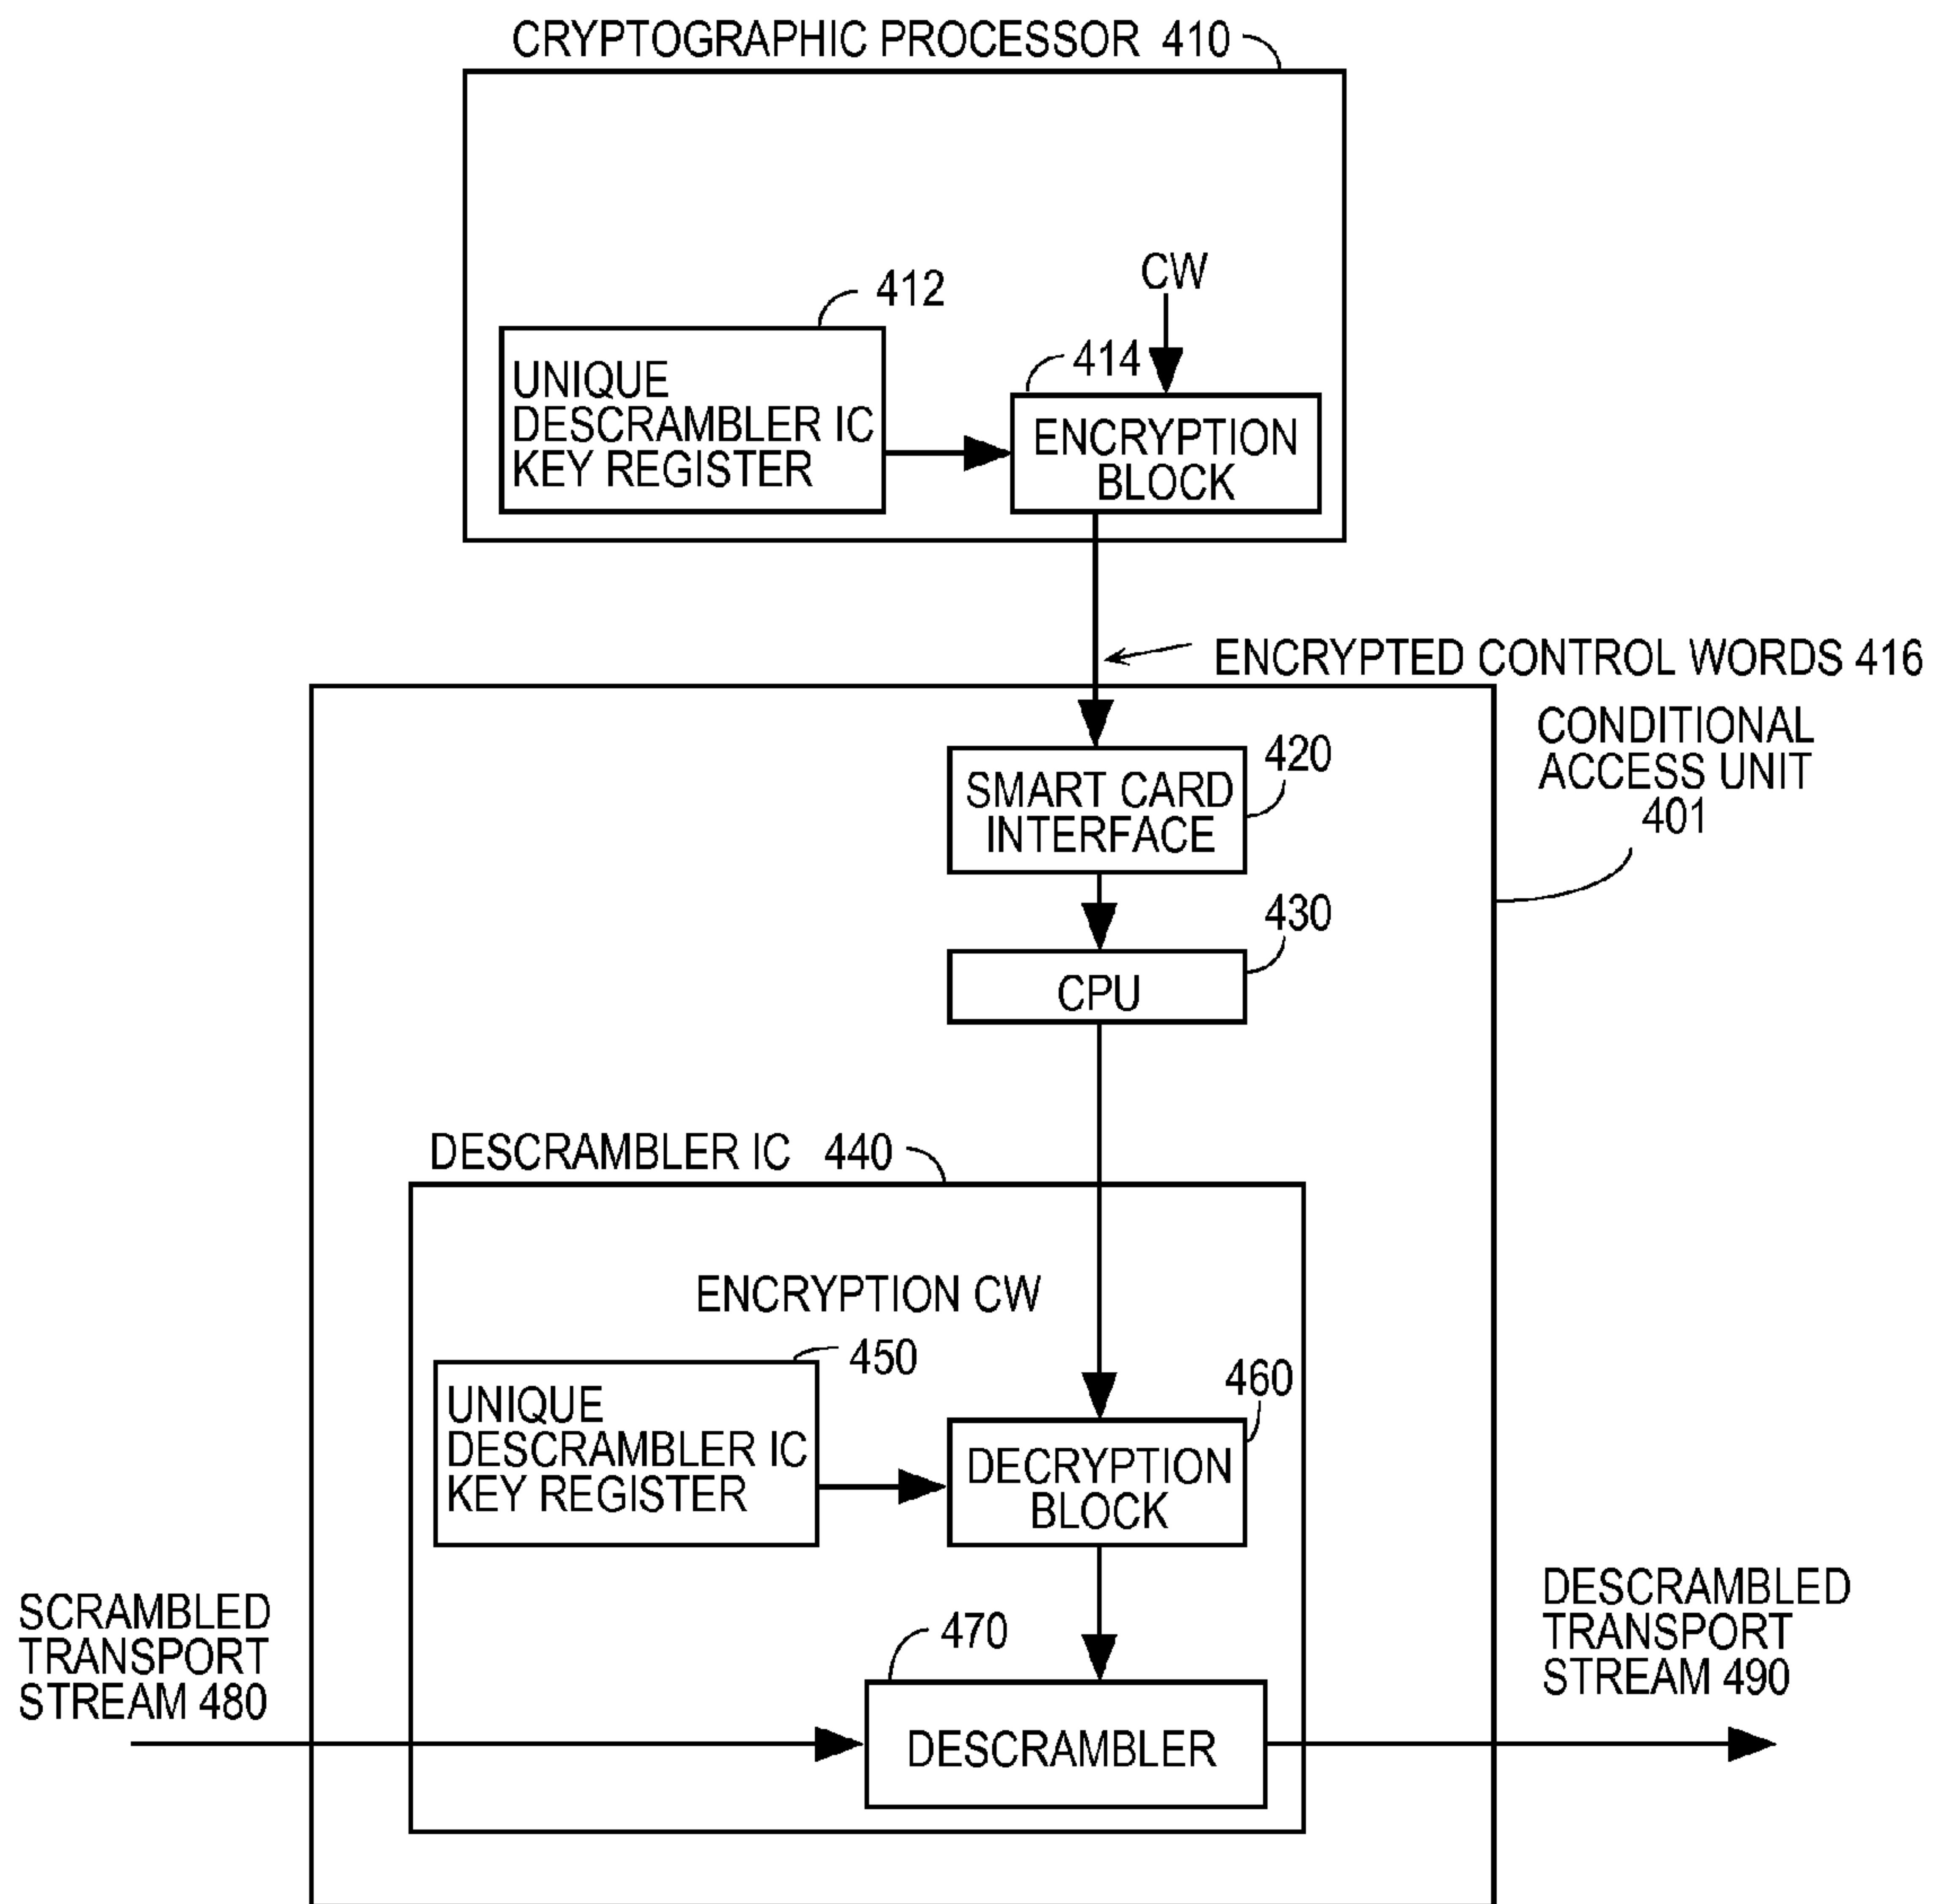 CRYPTOGRAPHIC PROCESSOR 410
CW
412
414
UNIQUE
DESCRAMBLER IC
KEY REGISTER
ENCRYPTION
BLOCK
ENCRYPTED CONTROL WORDS 416
CONDITIONAL
ACCESS UNIT
401
420
SMART CARD
INTERFACE
430
CPU
DESCRAMBLER IC 440
ENCRYPTION CW
450
460
UNIQUE
DESCRAMBLER IC
KEY REGISTER
DECRYPTION
BLOCK
SCRAMBLED
TRANSPORT
STREAM 480
470
DESCRAMBLER
DESCRAMBLED
TRANSPORT
STREAM 490